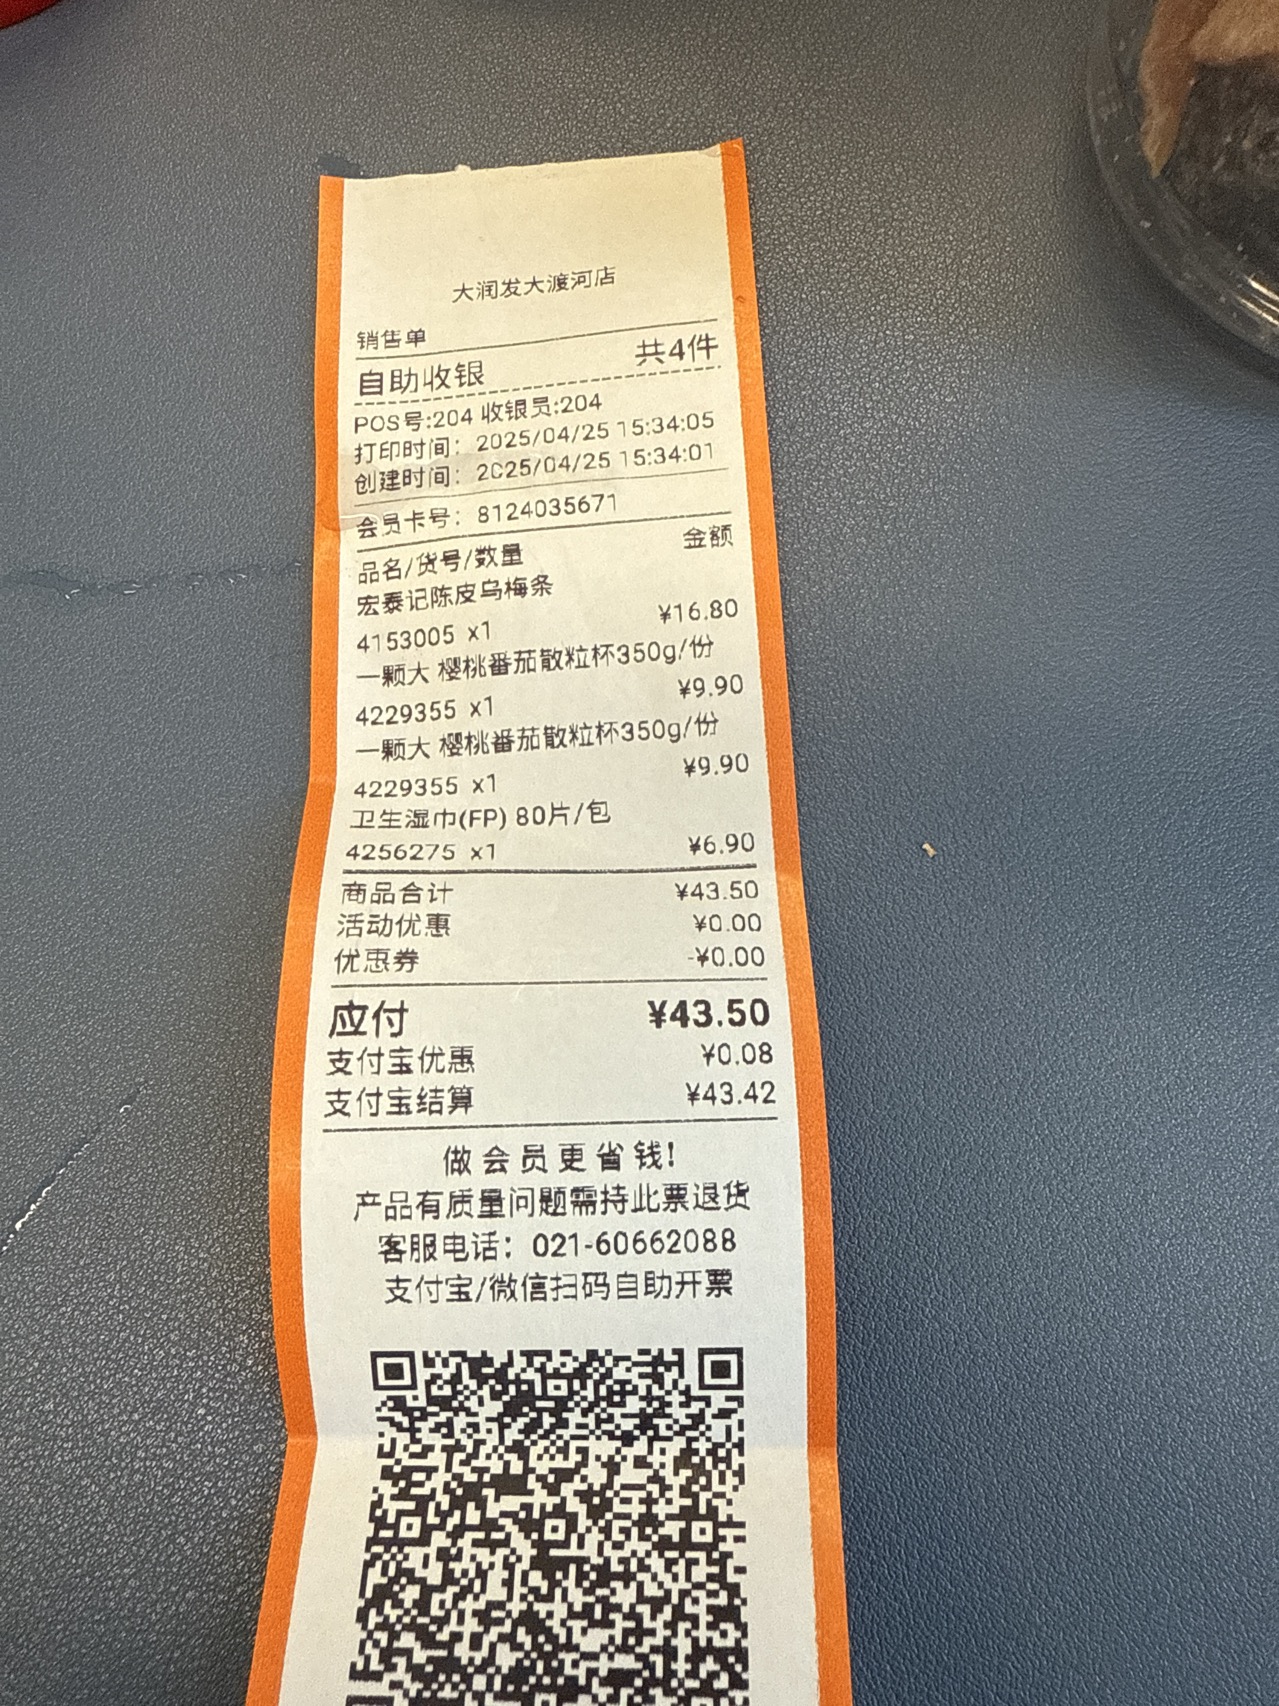 大润发大渡河店
销售单
自助收银 共4件
POS号:204 收银员:204
打印时间: 2025/04/25 15:34:05
创建时间: 2025/04/25 15:34:01
会员卡号: 8124035671
品名/货号/数量 金额
宏泰记陈皮乌梅条
4153005 x1 ¥16.80
一颗大 樱桃番茄散粒杯350g/份
4229355 x1 ¥9.90
一颗大 樱桃番茄散粒杯350g/份
4229355 x1 ¥9.90
卫生湿巾(FP) 80片/包
4256275 x1 ¥6.90
商品合计 ¥43.50
活动优惠 ¥0.00
优惠券 -¥0.00
应付 ¥43.50
支付宝优惠 ¥0.08
支付宝结算 ¥43.42
做会员更省钱!
产品有质量问题需持此票退货
客服电话: 021-60662088
支付宝/微信扫码自助开票